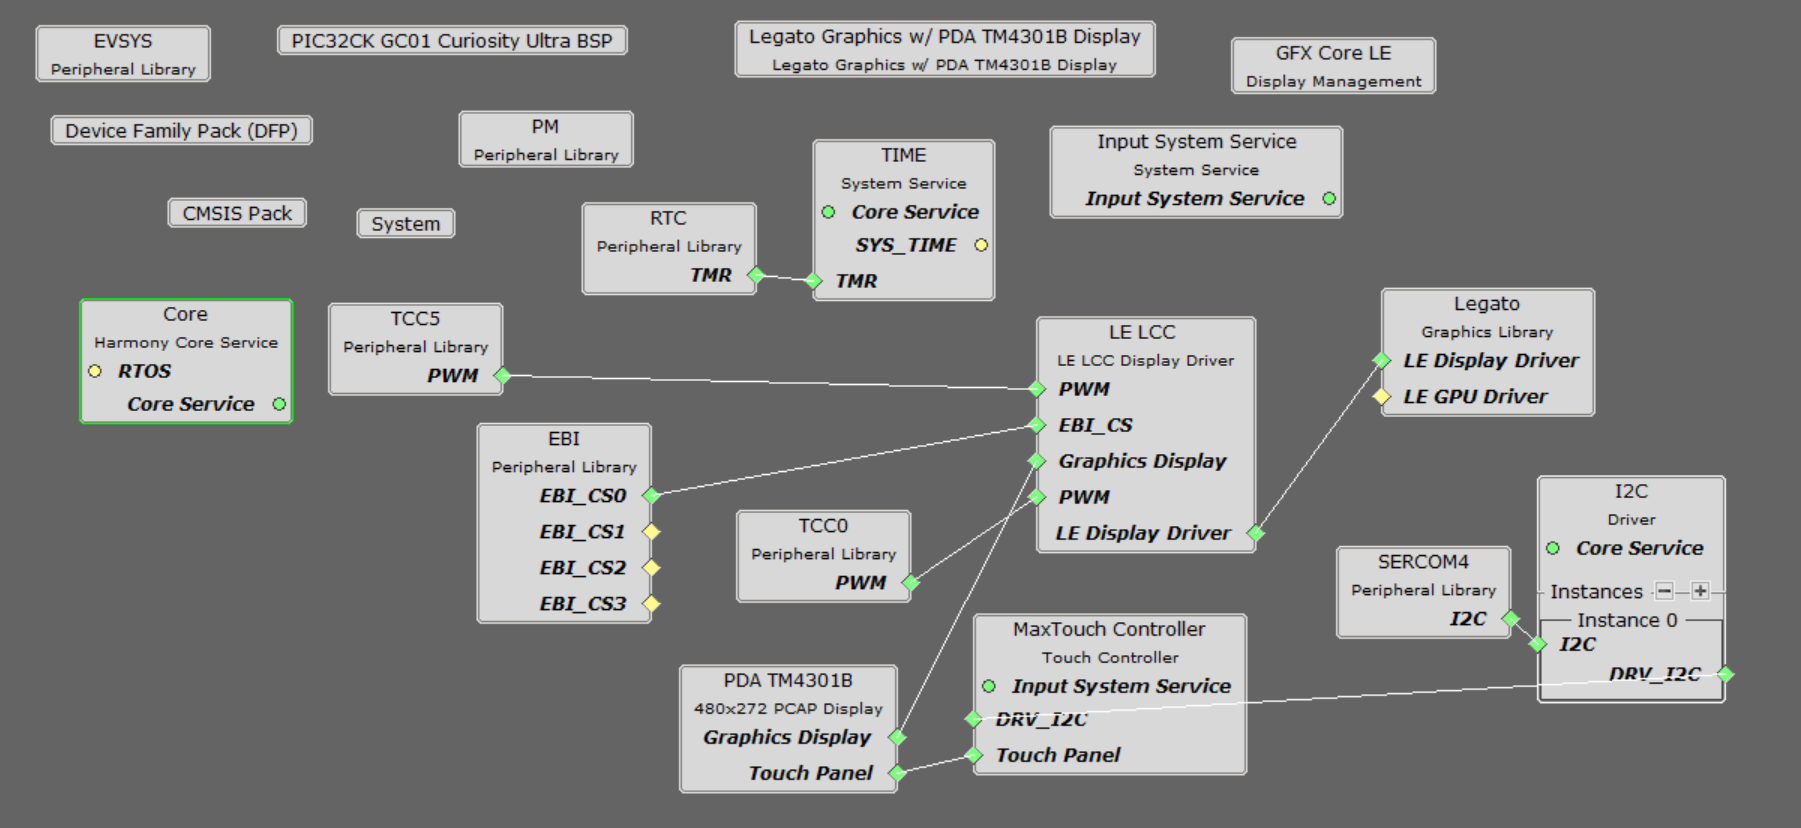 EVSYS
Peripheral Library
PIC32CK GC01 Curiosity Ultra BSP
Legato Graphics w/ PDA TM4301B Display
Legato Graphics w/ PDA TM4301B Display
GFX Core LE
Display Management
Device Family Pack (DFP)
PM
Peripheral Library
TIME
System Service
Core Service
SYS_TIME
TMR
Input System Service
System Service
Input System Service
CMSIS Pack
System
RTC
Peripheral Library
TMR
Core
Harmony Core Service
RTOS
Core Service
TCC5
Peripheral Library
PWM
LE LCC
LE LCC Display Driver
PWM
EBI_CS
Graphics Display
PWM
LE Display Driver
Legato
Graphics Library
LE Display Driver
LE GPU Driver
EBI
Peripheral Library
EBI_CS0
EBI_CS1
EBI_CS2
EBI_CS3
TCC0
Peripheral Library
PWM
I2C
Driver
Core Service
Instances
Instance 0
I2C
DRV_I2C
SERCOM4
Peripheral Library
I2C
MaxTouch Controller
Touch Controller
Input System Service
DRV_I2C
Touch Panel
PDA TM4301B
480x272 PCAP Display
Graphics Display
Touch Panel